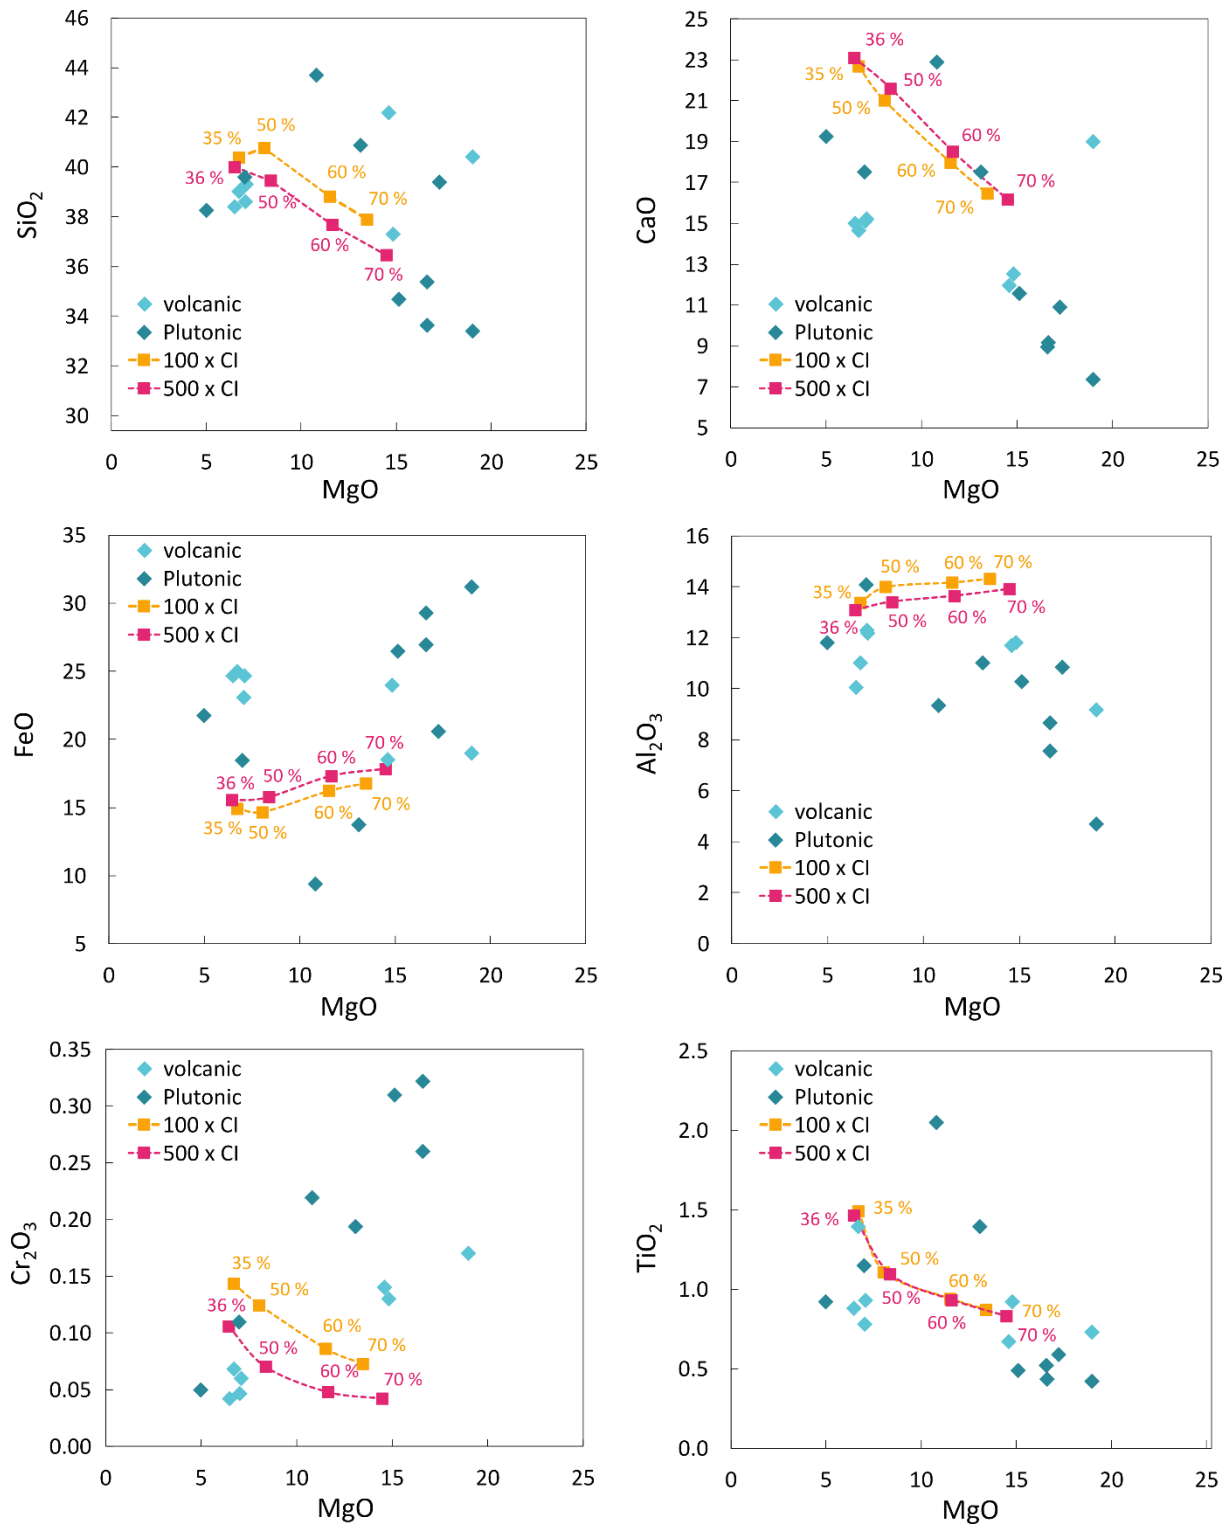 SiO2
46
44
42
40
38
36
34
32
30
35 %
50 %
60 %
70 %
36 %
50 %
60 %
70 %
volcanic
Plutonic
100 x CI
500 x CI
0 5 10 15 20 25
MgO
CaO
25
23
21
19
17
15
13
11
9
7
5
36 %
35 %
50 %
50 %
60 %
60 %
70 %
70 %
volcanic
Plutonic
100 x CI
500 x CI
0 5 10 15 20 25
MgO
FeO
35
30
25
20
15
10
5
volcanic
Plutonic
100 x CI
500 x CI
36 %
50 %
60 %
70 %
35 %
50 %
60 %
70 %
0 5 10 15 20 25
MgO
Al2O3
16
14
12
10
8
6
4
2
0
35 %
50 %
60 %
70 %
36 %
50 %
60 %
70 %
volcanic
Plutonic
100 x CI
500 x CI
0 5 10 15 20 25
MgO
Cr2O3
0.35
0.30
0.25
0.20
0.15
0.10
0.05
0.00
volcanic
Plutonic
100 x CI
500 x CI
35 %
50 %
60 %
70 %
36 %
50 %
60 %
70 %
0 5 10 15 20 25
MgO
TiO2
2.5
2.0
1.5
1.0
0.5
0.0
volcanic
Plutonic
100 x CI
500 x CI
36 %
35 %
50 %
50 %
60 %
60 %
70 %
70 %
0 5 10 15 20 25
MgO